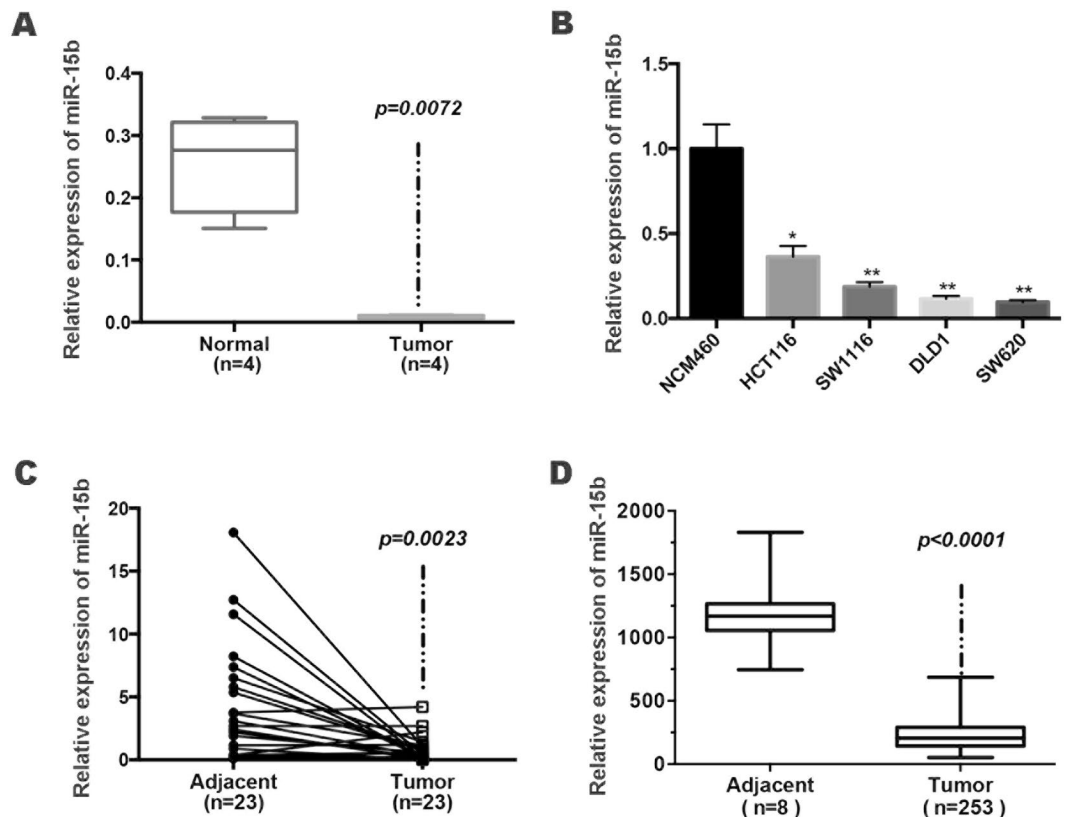 A
Relative expression of miR-15b
0.4
0.3
0.2
0.1
0.0
p=0.0072
Normal
(n=4)
Tumor
(n=4)
B
Relative expression of miR-15b
1.5
1.0
0.5
0.0
*
**
**
**
NCM460
HCT116
SW1116
DLD1
SW620
C
Relative expression of miR-15b
20
15
10
5
0
p=0.0023
Adjacent
(n=23)
Tumor
(n=23)
D
Relative expression of miR-15b
2000
1500
1000
500
0
p<0.0001
Adjacent
( n=8 )
Tumor
( n=253 )